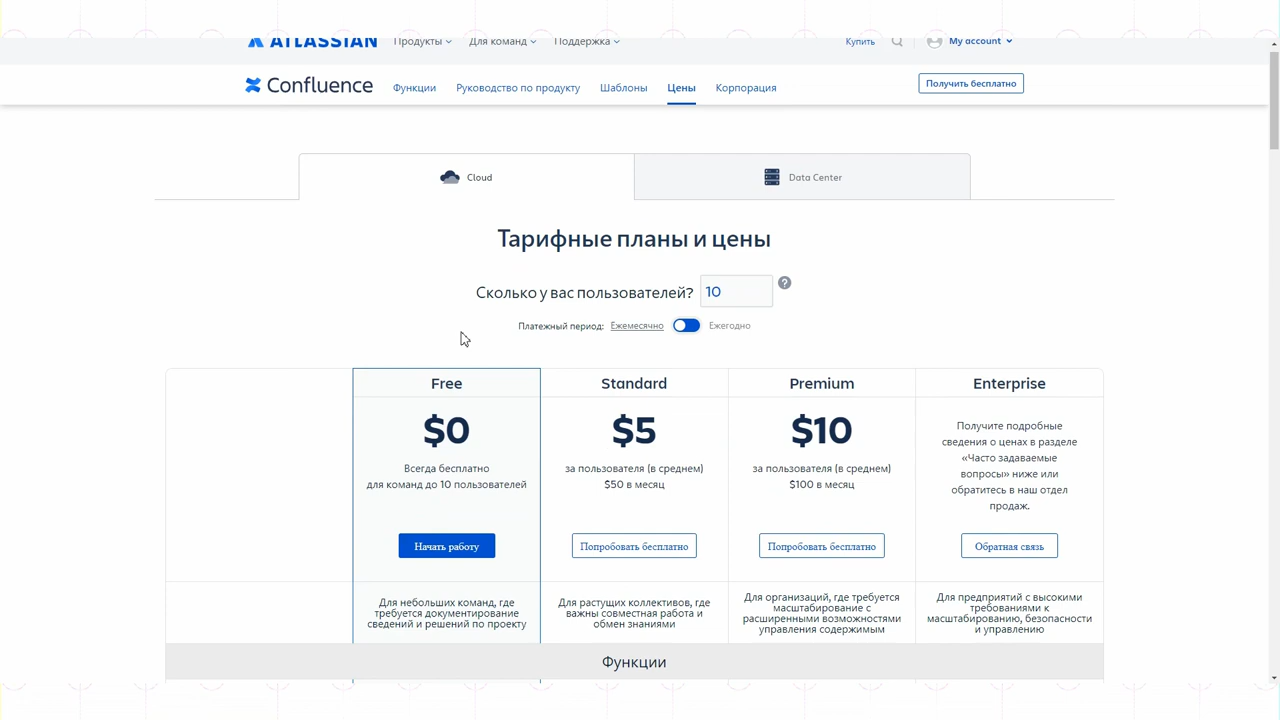 ATLASSIAN Продукты Для команд Поддержка Купить My account
Confluence Функции Руководство по продукту Шаблоны Цены Корпорация Получить бесплатно
Cloud Data Center
Тарифные планы и цены
Сколько у вас пользователей? 10 ?
Платежный период: Ежемесячно Ежегодно
Free
$0
Всегда бесплатно
для команд до 10 пользователей
Начать работу
Для небольших команд, где
требуется документирование
сведений и решений по проекту
Standard
$5
за пользователя (в среднем)
$50 в месяц
Попробовать бесплатно
Для растущих коллективов, где
важны совместная работа и
обмен знаниями
Premium
$10
за пользователя (в среднем)
$100 в месяц
Попробовать бесплатно
Для организаций, где требуется
масштабирование с
расширенными возможностями
управления содержимым
Enterprise
Получите подробные
сведения о ценах в разделе
«Часто задаваемые
вопросы» ниже или
обратитесь в наш отдел
продаж.
Обратная связь
Для предприятий с высокими
требованиями к
масштабированию, безопасности
и управлению
Функции